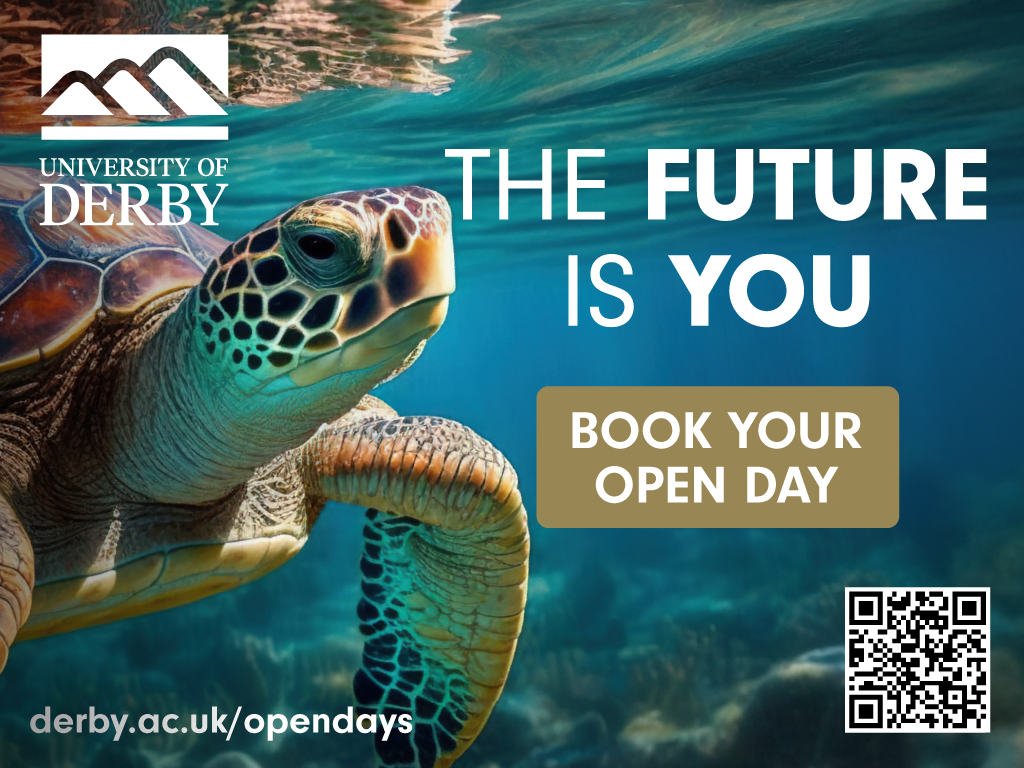 UNIVERSITY OF
DERBY
THE FUTURE
IS YOU
BOOK YOUR
OPEN DAY
derby.ac.uk/opendays